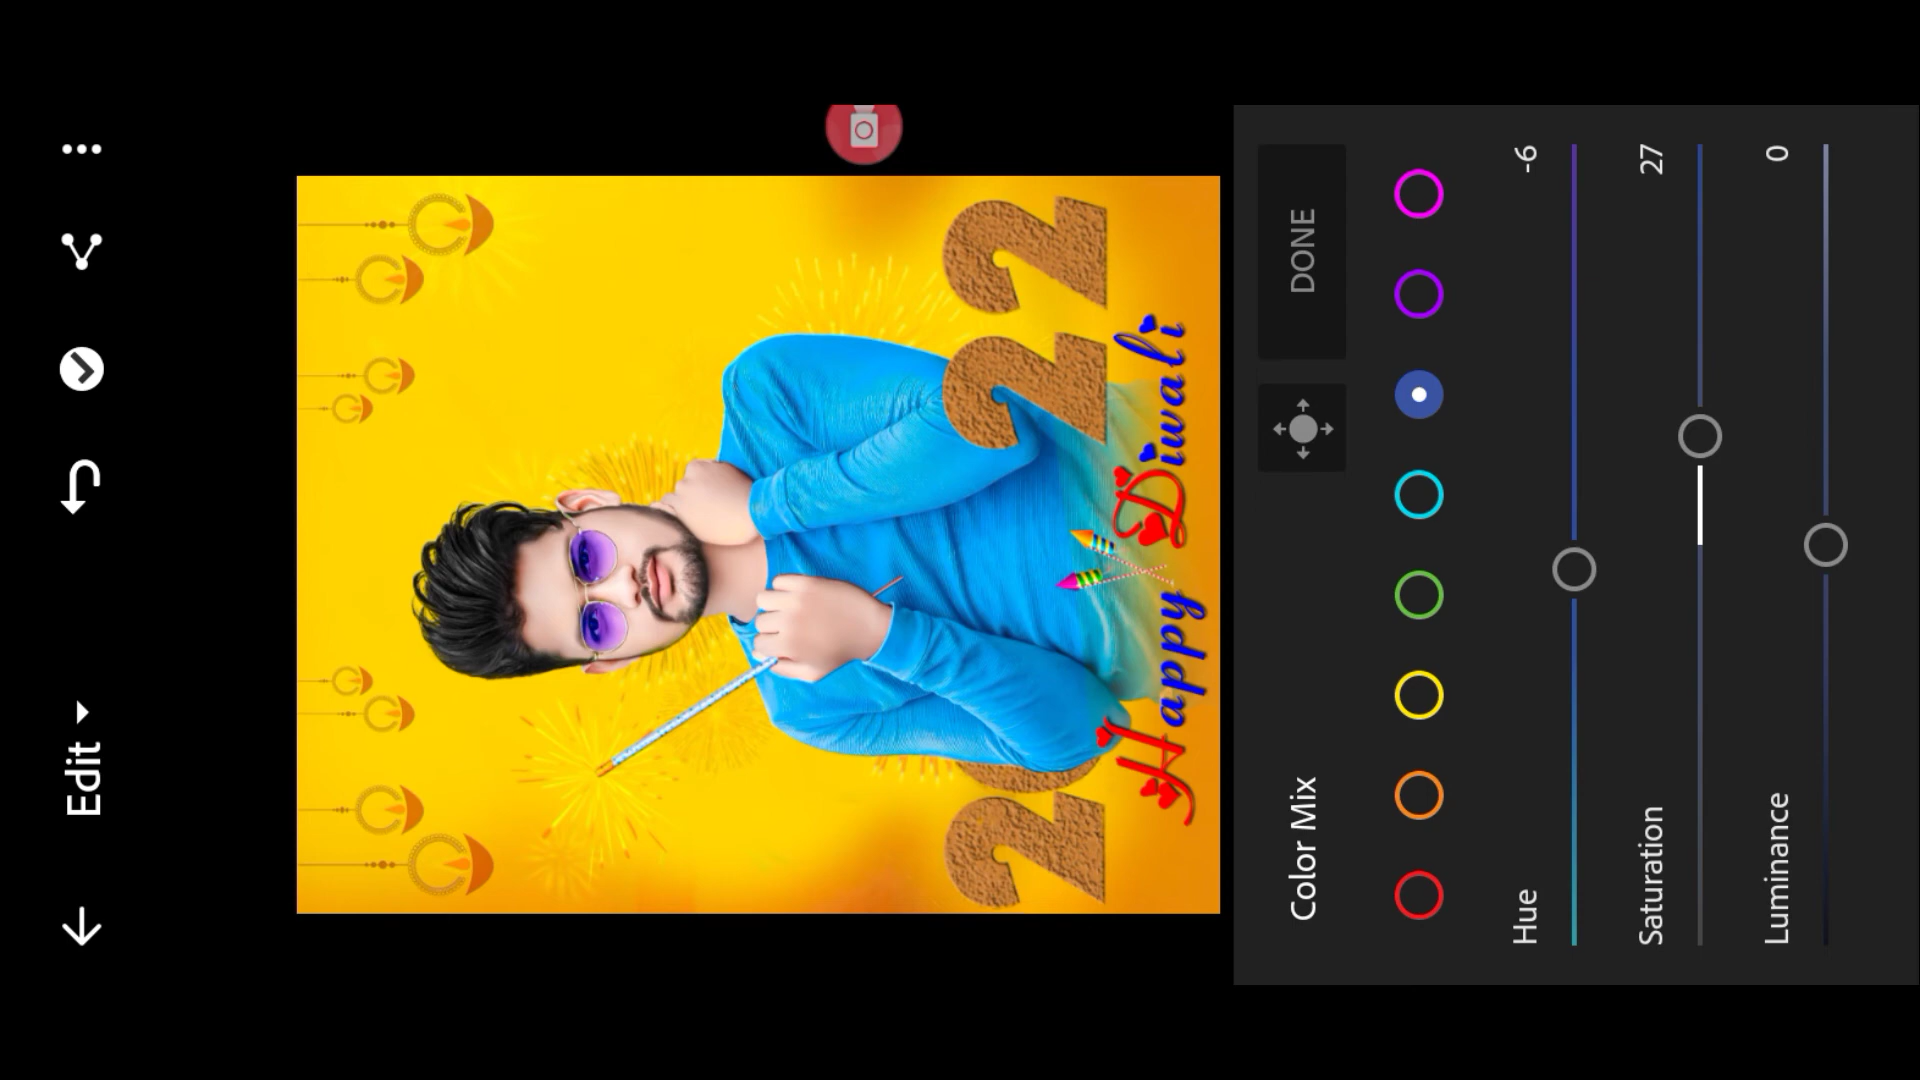 Edit
2022
Happy Diwali
Color Mix
DONE
Hue
-6
Saturation
27
Luminance
0